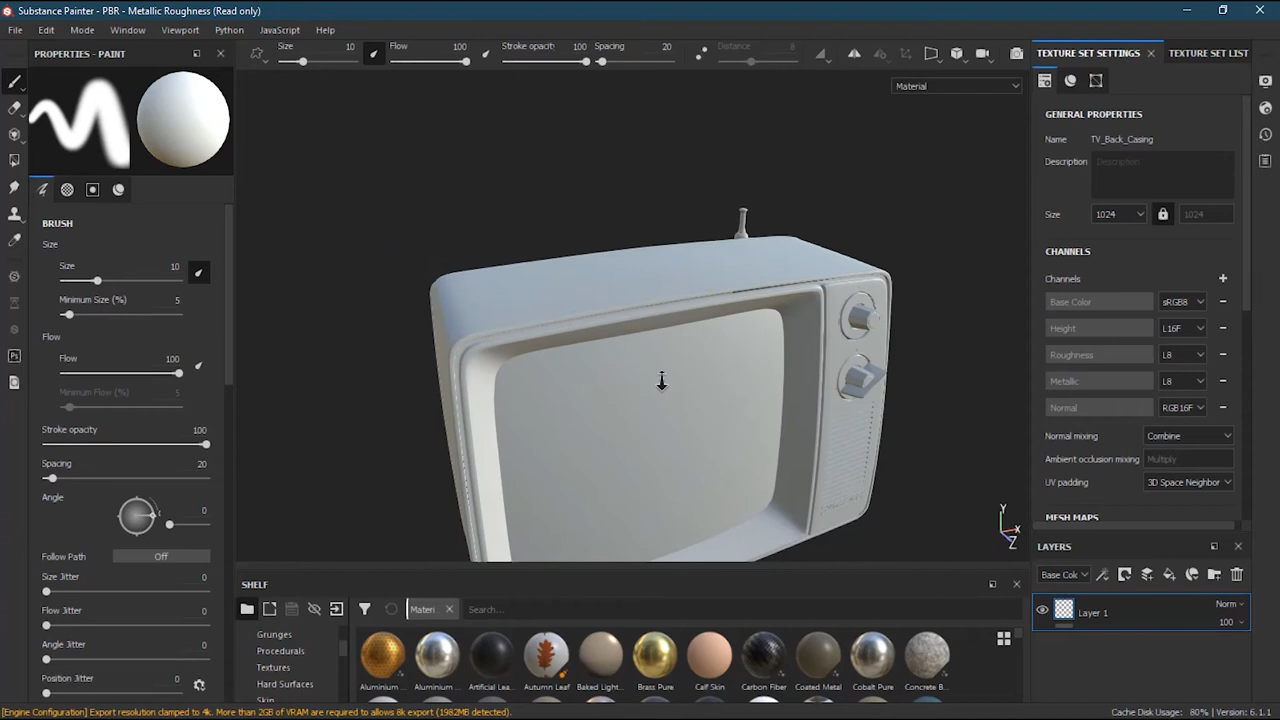 Substance Painter - PBR - Metallic Roughness (Read only)
File Edit Mode Window Viewport Python JavaScript Help
PROPERTIES - PAINT
Size 10 Flow 100 Stroke opacity 100 Spacing 20 Distance 8
TEXTURE SET SETTINGS TEXTURE SET LIST
Material
BRUSH
Size
Size 10
Minimum Size (%) 5
Flow
Flow 100
Minimum Flow (%) 5
Stroke opacity 100
Spacing 20
Angle
0
Follow Path Off
Size Jitter 0
Flow Jitter 0
Angle Jitter 0
Position Jitter 0
Y
X
Z
GENERAL PROPERTIES
Name TV_Back_Casing
Description Description
Size 1024 1024
CHANNELS
Channels
Base Color sRGB8
Height L16F
Roughness L8
Metallic L8
Normal RGB16F
Normal mixing Combine
Ambient occlusion mixing Multiply
UV padding 3D Space Neighbor
MESH MAPS
LAYERS
Base Col
Layer 1 Norm
100
SHELF
Materi... Search...
Grunges
Procedurals
Textures
Hard Surfaces
Skin
Aluminium ... Aluminium ... Artificial Lea... Autumn Leaf Baked Light... Brass Pure Calf Skin Carbon Fiber Coated Metal Cobalt Pure Concrete B...
[Engine Configuration] Export resolution clamped to 4k. More than 2GB of VRAM are required to allows 8k export (1982MB detected).
Cache Disk Usage: 80% | Version: 6.1.1